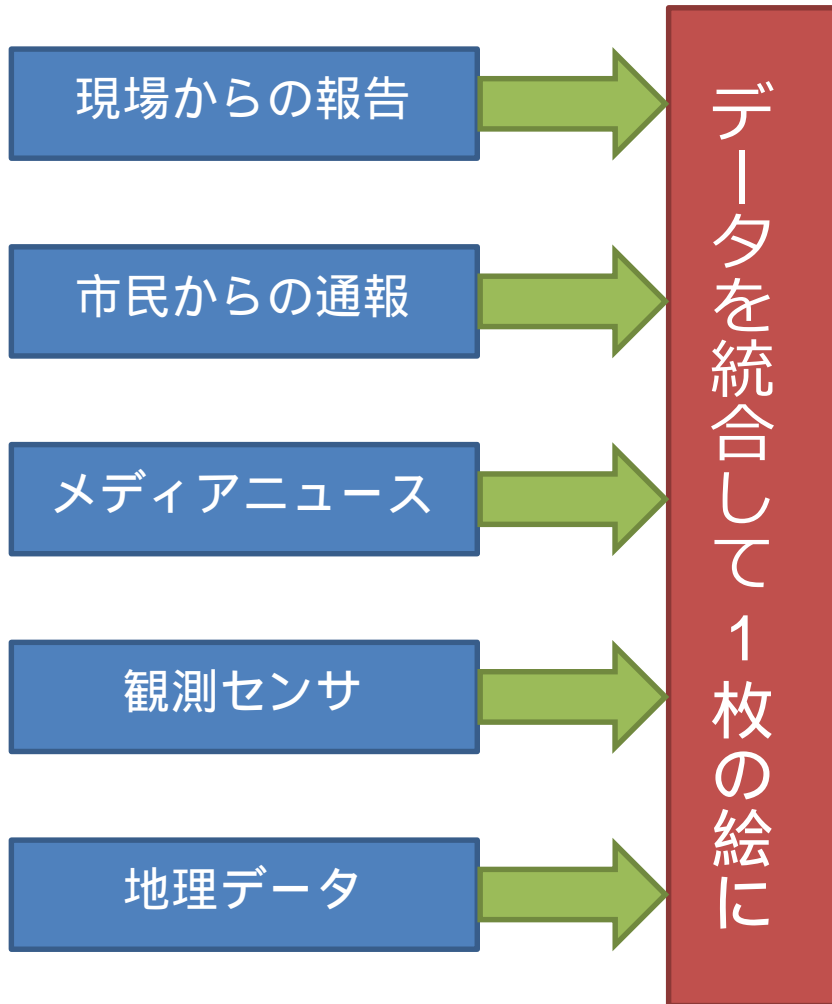 現場からの報告
市民からの通報
メディアニュース
観測センサ
地理データ
データを統合して１枚の絵に